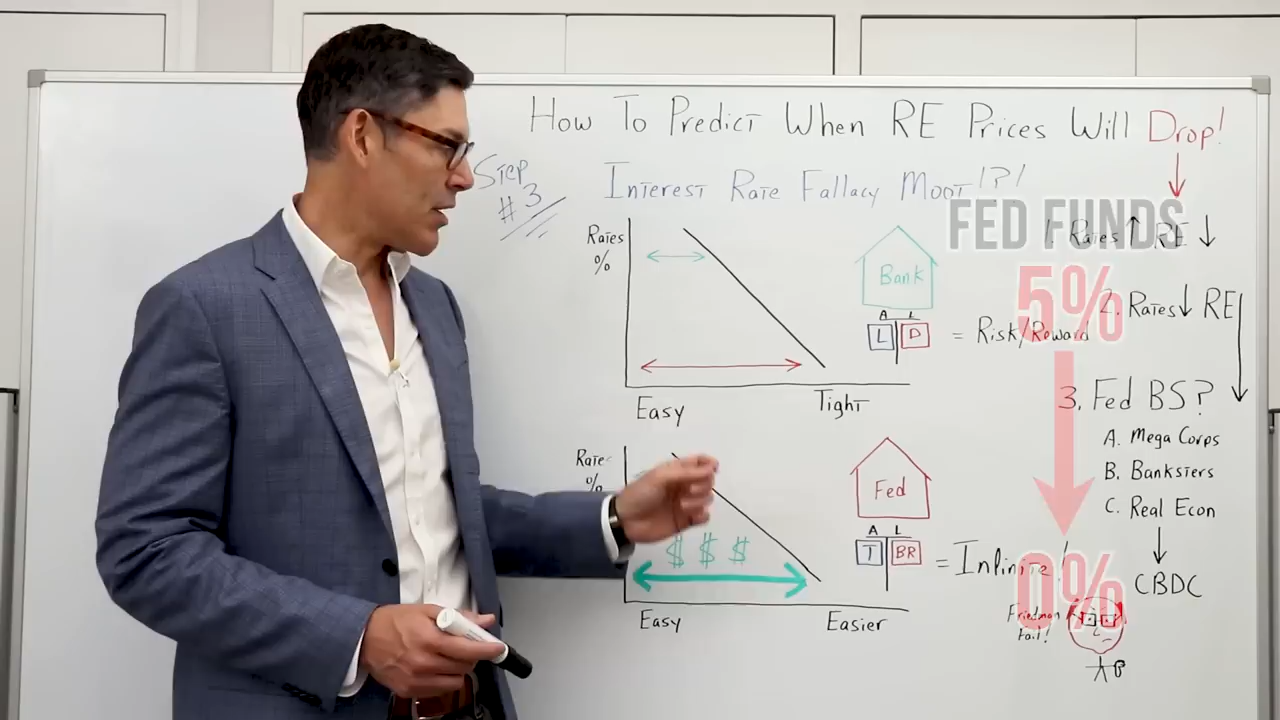 How To Predict When RE Prices Will Drop!
Step
#3
Interest Rate Fallacy Moot!?!
FED FUNDS
5%
0%
Rates
%
Easy
Tight
Bank
A L
L D
= Risk/Reward
1. Rates ↑ RE ↓
2. Rates ↓ RE ↓
3. Fed BS?
A. Mega Corps
B. Banksters
C. Real Econ
CBDC
Rates
%
$ $ $
Easy
Easier
Fed
A L
T BR
= Infinite!
Friedman
fail!